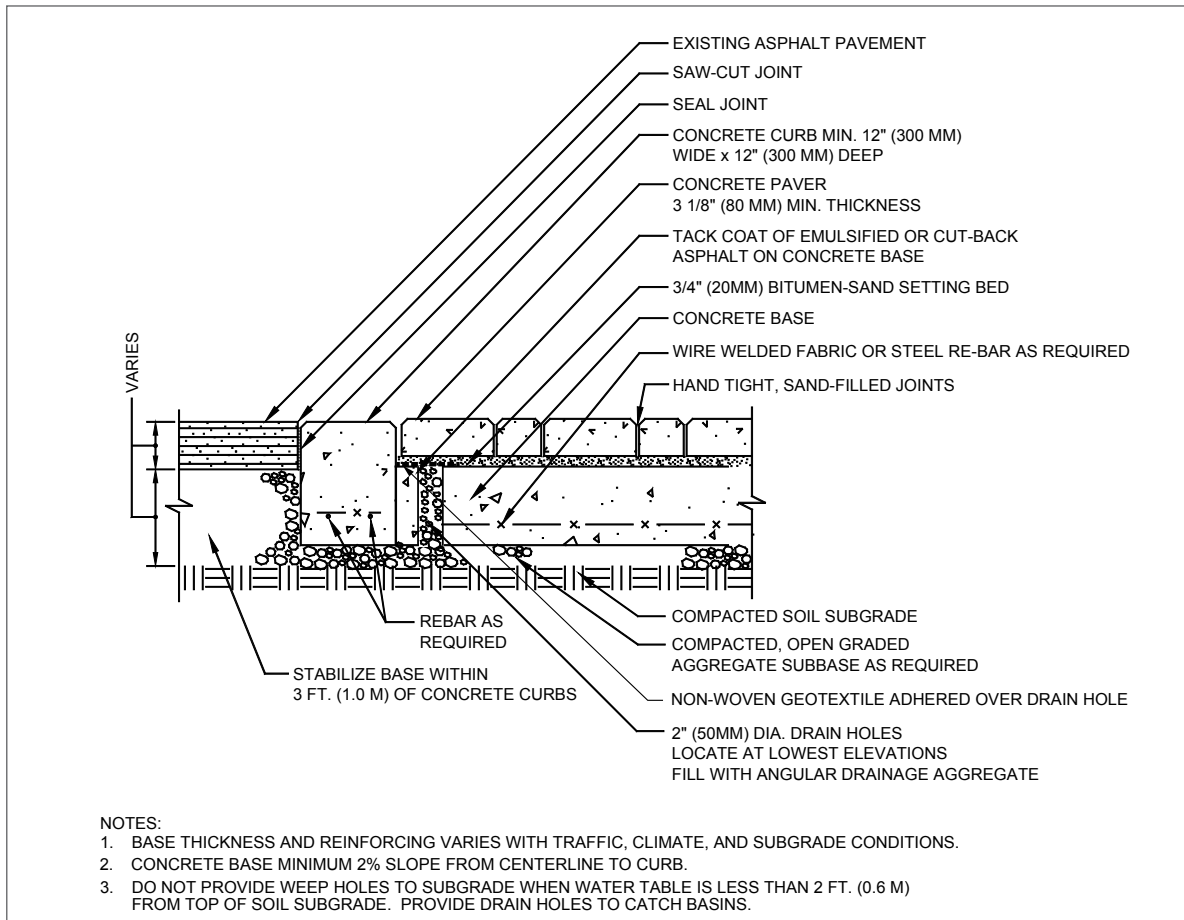 EXISTING ASPHALT PAVEMENT
SAW-CUT JOINT
SEAL JOINT
CONCRETE CURB MIN. 12" (300 MM)
WIDE x 12" (300 MM) DEEP
CONCRETE PAVER
3 1/8" (80 MM) MIN. THICKNESS
TACK COAT OF EMULSIFIED OR CUT-BACK
ASPHALT ON CONCRETE BASE
3/4" (20MM) BITUMEN-SAND SETTING BED
CONCRETE BASE
WIRE WELDED FABRIC OR STEEL RE-BAR AS REQUIRED
HAND TIGHT, SAND-FILLED JOINTS
VARIES
COMPACTED SOIL SUBGRADE
COMPACTED, OPEN GRADED
AGGREGATE SUBBASE AS REQUIRED
REBAR AS
REQUIRED
STABILIZE BASE WITHIN
3 FT. (1.0 M) OF CONCRETE CURBS
NON-WOVEN GEOTEXTILE ADHERED OVER DRAIN HOLE
2" (50MM) DIA. DRAIN HOLES
LOCATE AT LOWEST ELEVATIONS
FILL WITH ANGULAR DRAINAGE AGGREGATE
NOTES:
1. BASE THICKNESS AND REINFORCING VARIES WITH TRAFFIC, CLIMATE, AND SUBGRADE CONDITIONS.
2. CONCRETE BASE MINIMUM 2% SLOPE FROM CENTERLINE TO CURB.
3. DO NOT PROVIDE WEEP HOLES TO SUBGRADE WHEN WATER TABLE IS LESS THAN 2 FT. (0.6 M)
FROM TOP OF SOIL SUBGRADE. PROVIDE DRAIN HOLES TO CATCH BASINS.